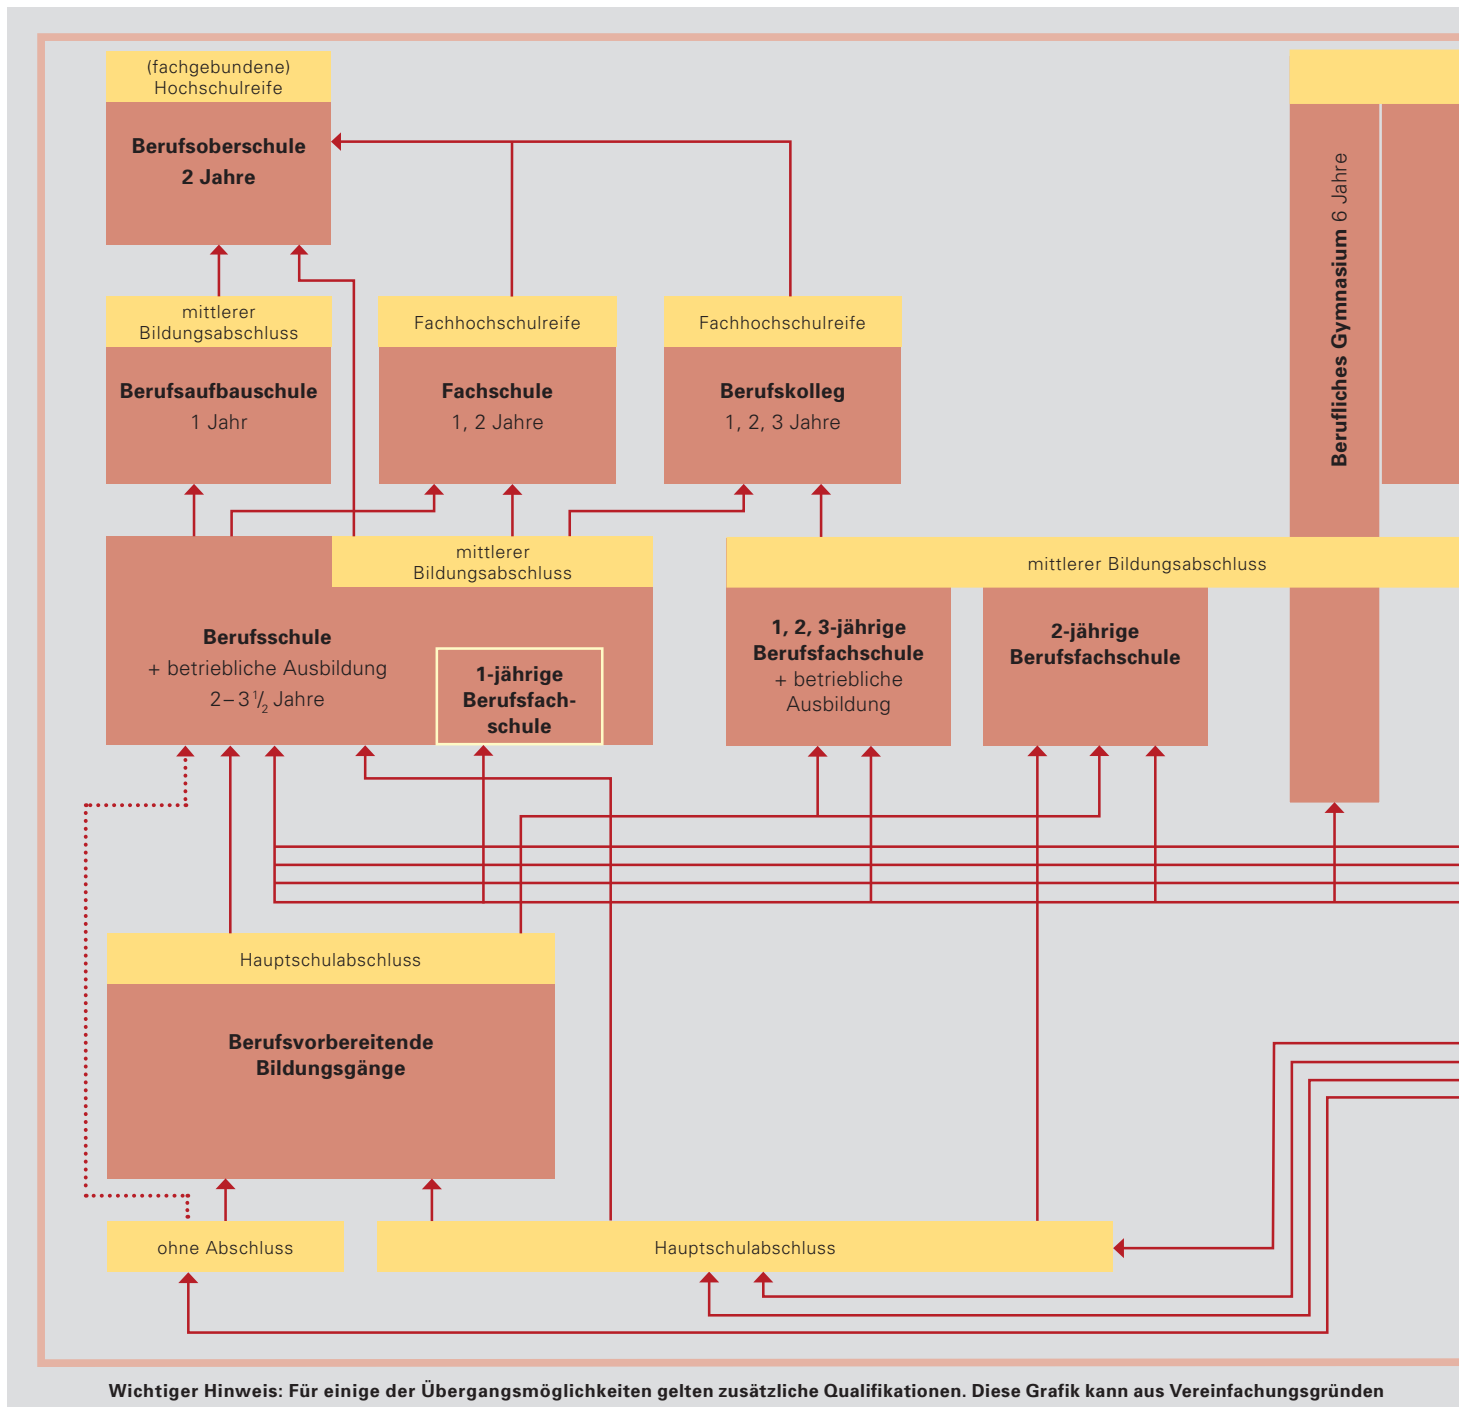 (fachgebundene)
Hochschulreife
Berufsoberschule
2 Jahre
mittlerer
Bildungsabschluss
Berufsaufbauschule
1 Jahr
Fachhochschulreife
Fachschule
1, 2 Jahre
Fachhochschulreife
Berufskolleg
1, 2, 3 Jahre
Berufliches Gymnasium 6 Jahre
mittlerer
Bildungsabschluss
Berufsschule
+ betriebliche Ausbildung
2–3 1/2 Jahre
1-jährige
Berufsfach-
schule
mittlerer Bildungsabschluss
1, 2, 3-jährige
Berufsfachschule
+ betriebliche
Ausbildung
2-jährige
Berufsfachschule
Hauptschulabschluss
Berufsvorbereitende
Bildungsgänge
ohne Abschluss
Hauptschulabschluss
Wichtiger Hinweis: Für einige der Übergangsmöglichkeiten gelten zusätzliche Qualifikationen. Diese Grafik kann aus Vereinfachungsgründen